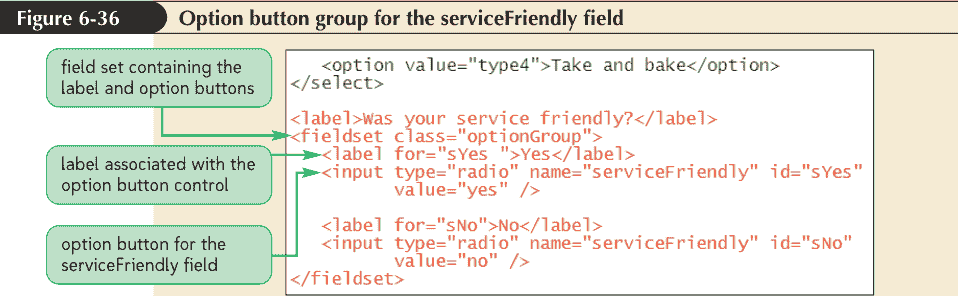 Figure 6-36
Option button group for the serviceFriendly field
field set containing the
label and option buttons
label associated with the
option button control
option button for the
serviceFriendly field
<option value="type4">Take and bake</option>
</select>
<label>Was your service friendly?</label>
<fieldset class="optionGroup">
<label for="sYes ">Yes</label>
<input type="radio" name="serviceFriendly" id="sYes"
value="yes" />
<label for="sNo">No</label>
<input type="radio" name="serviceFriendly" id="sNo"
value="no" />
</fieldset>